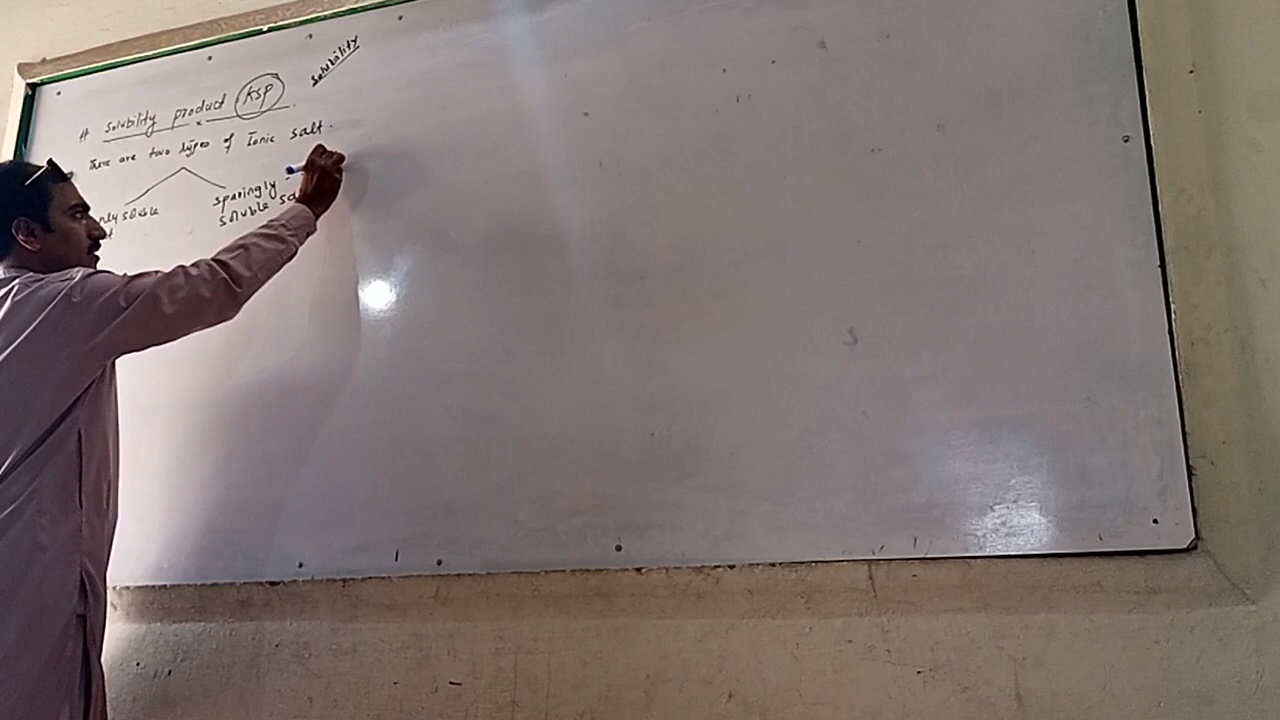 solubility
# solubility product Ksp
There are two types of Ionic salt.
sparingly
soluble